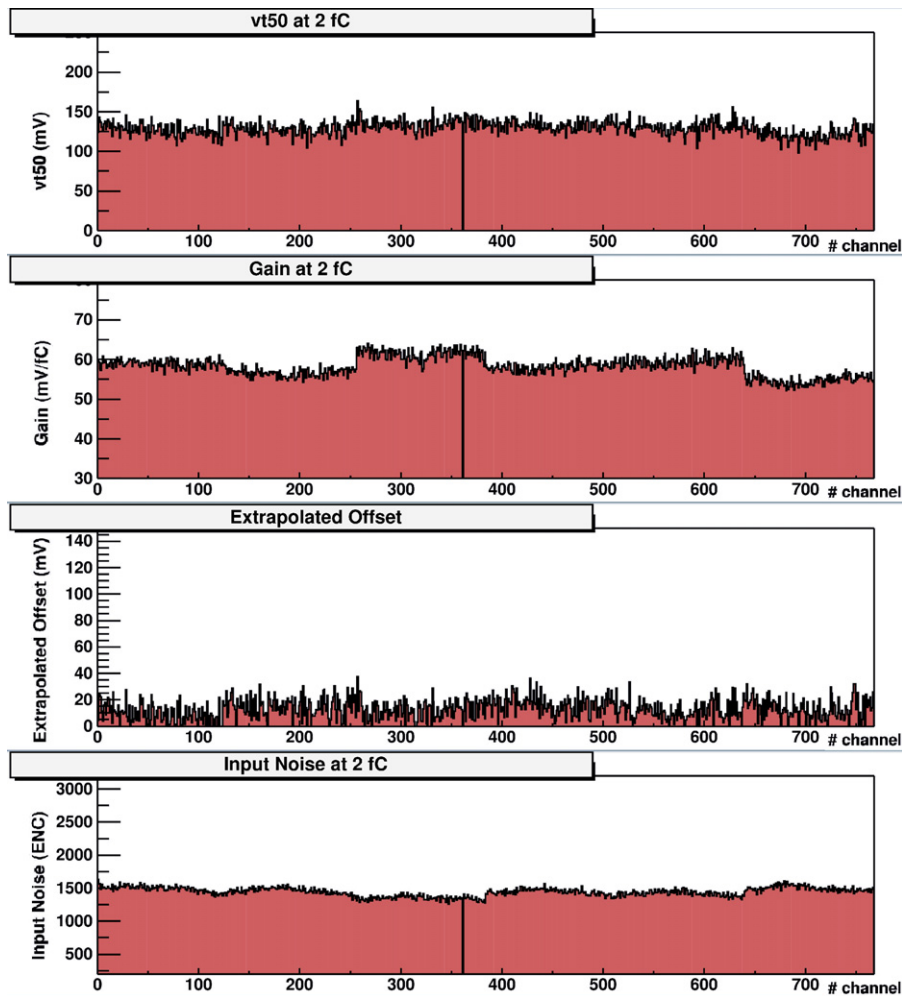 vt50 at 2 fC
vt50 (mV)
200
150
100
50
0
0 100 200 300 400 500 600 700 # channel
Gain at 2 fC
Gain (mV/fC)
70
60
50
40
30
0 100 200 300 400 500 600 700 # channel
Extrapolated Offset
Extrapolated Offset (mV)
140
120
100
80
60
40
20
0
0 100 200 300 400 500 600 700 # channel
Input Noise at 2 fC
Input Noise (ENC)
3000
2500
2000
1500
1000
500
0 100 200 300 400 500 600 700 # channel